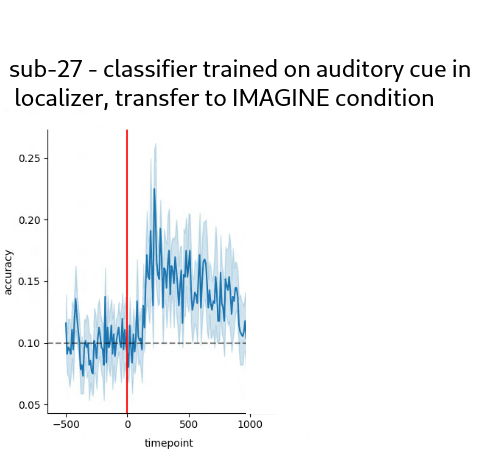 sub-27 - classifier trained on auditory cue in
localizer, transfer to IMAGINE condition
0.25
0.20
0.15
0.10
0.05
accuracy
−500
0
500
1000
timepoint